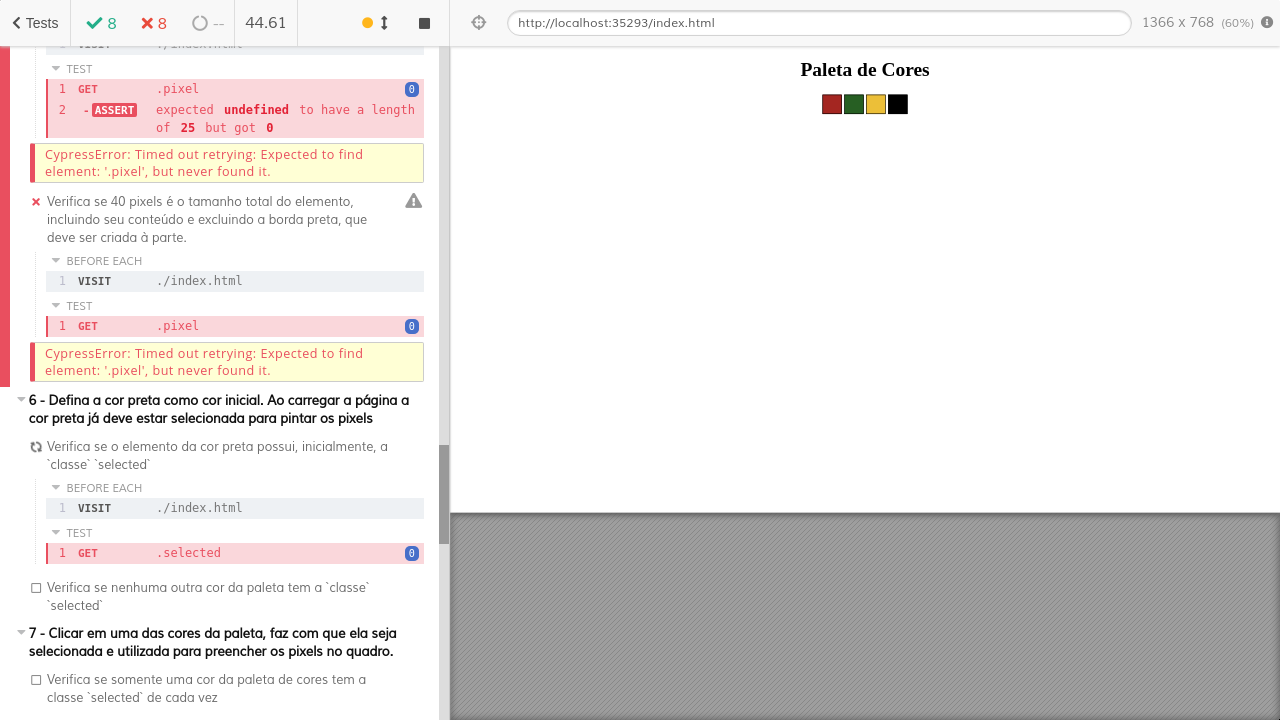 Tests
8
8
--
44.61
http://localhost:35293/index.html
1366 x 768 (60%)
TEST
1 GET .pixel 0
2 -ASSERT expected undefined to have a length
of 25 but got 0
CypressError: Timed out retrying: Expected to find
element: '.pixel', but never found it.
Verifica se 40 pixels é o tamanho total do elemento,
incluindo seu conteúdo e excluindo a borda preta, que
deve ser criada à parte.
BEFORE EACH
1 VISIT ./index.html
TEST
1 GET .pixel 0
CypressError: Timed out retrying: Expected to find
element: '.pixel', but never found it.
6 - Defina a cor preta como cor inicial. Ao carregar a página a
cor preta já deve estar selecionada para pintar os pixels
Verifica se o elemento da cor preta possui, inicialmente, a
`classe` `selected`
BEFORE EACH
1 VISIT ./index.html
TEST
1 GET .selected 0
Verifica se nenhuma outra cor da paleta tem a `classe`
`selected`
7 - Clicar em uma das cores da paleta, faz com que ela seja
selecionada e utilizada para preencher os pixels no quadro.
Verifica se somente uma cor da paleta de cores tem a
classe `selected` de cada vez
Paleta de Cores